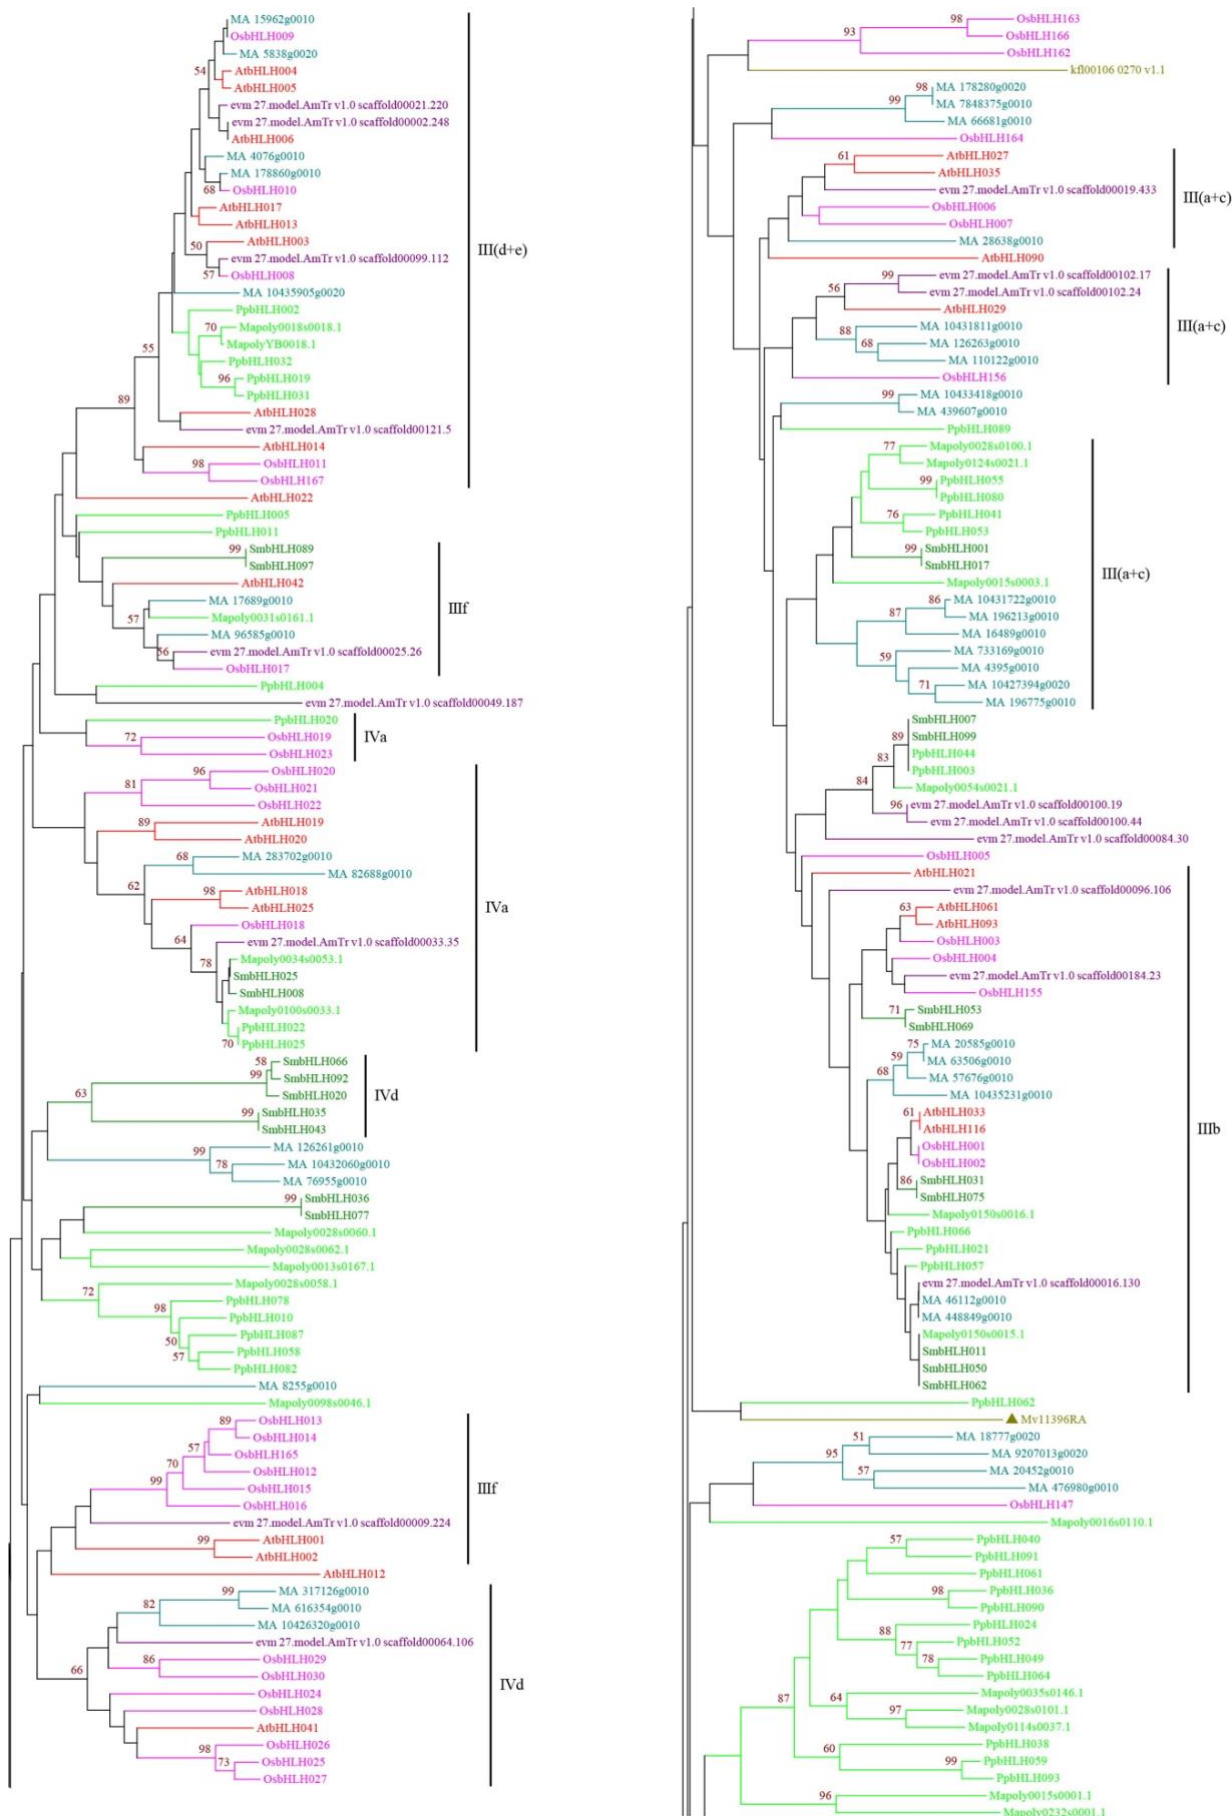 MA 15962g0010
OsbHLH009
MA 5838g0020
54
AtbHLH004
AtbHLH005
evm 27.model.AmTr v1.0 scaffold00021.220
evm 27.model.AmTr v1.0 scaffold00002.248
AtbHLH006
MA 4076g0010
MA 178860g0010
68
OsbHLH010
AtbHLH017
AtbHLH013
50
AtbHLH003
III(d+e)
evm 27.model.AmTr v1.0 scaffold00099.112
57
OsbHLH008
MA 10435905g0020
PpbHLH002
70
Mapoly0018s0018.1
MapolyYB0018.1
55
PpbHLH032
96
PpbHLH019
PpbHLH031
89
AtbHLH028
evm 27.model.AmTr v1.0 scaffold00121.5
AtbHLH014
98
OsbHLH011
OsbHLH167
AtbHLH022
PpbHLH005
PpbHLH011
99
SmbHLH089
SmbHLH097
AtbHLH042
MA 17689g0010
IIIf
57
Mapoly0031s0161.1
MA 96585g0010
56
evm 27.model.AmTr v1.0 scaffold00025.26
OsbHLH017
PpbHLH004
evm 27.model.AmTr v1.0 scaffold00049.187
PpbHLH020
72
OsbHLH019
IVa
OsbHLH023
96
OsbHLH020
81
OsbHLH021
OsbHLH022
89
AtbHLH019
AtbHLH020
68
MA 283702g0010
MA 82688g0010
62
98
AtbHLH018
AtbHLH025
IVa
OsbHLH018
64
evm 27.model.AmTr v1.0 scaffold00033.35
78
Mapoly0034s0053.1
SmbHLH025
SmbHLH008
Mapoly0100s0033.1
PpbHLH022
70
PpbHLH025
58
SmbHLH066
99
SmbHLH092
63
SmbHLH020
IVd
99
SmbHLH035
SmbHLH043
99
MA 126261g0010
78
MA 10432060g0010
MA 76955g0010
99
SmbHLH036
SmbHLH077
Mapoly0028s0060.1
Mapoly0028s0062.1
Mapoly0013s0167.1
72
Mapoly0028s0058.1
98
PpbHLH078
PpbHLH010
50
PpbHLH087
57
PpbHLH058
PpbHLH082
MA 8255g0010
Mapoly0098s0046.1
89
OsbHLH013
OsbHLH014
57
OsbHLH165
70
OsbHLH012
99
OsbHLH015
IIIf
OsbHLH016
evm 27.model.AmTr v1.0 scaffold00009.224
99
AtbHLH001
AtbHLH002
AtbHLH012
99
MA 317126g0010
82
MA 616354g0010
MA 10426320g0010
evm 27.model.AmTr v1.0 scaffold00064.106
86
OsbHLH029
66
OsbHLH030
IVd
OsbHLH024
OsbHLH028
AtbHLH041
98
OsbHLH026
73
OsbHLH025
OsbHLH027
98
OsbHLH163
93
OsbHLH166
OsbHLH162
kfl00106 0270 v1.1
98
MA 178280g0020
99
MA 7848375g0010
MA 66681g0010
OsbHLH164
61
AtbHLH027
AtbHLH035
evm 27.model.AmTr v1.0 scaffold00019.433
III(a+c)
OsbHLH006
OsbHLH007
MA 28638g0010
AtbHLH090
99
evm 27.model.AmTr v1.0 scaffold00102.17
56
evm 27.model.AmTr v1.0 scaffold00102.24
AtbHLH029
88
MA 10431811g0010
III(a+c)
68
MA 126263g0010
MA 110122g0010
OsbHLH156
99
MA 10433418g0010
MA 439607g0010
PpbHLH089
77
Mapoly0028s0100.1
Mapoly0124s0021.1
99
PpbHLH055
PpbHLH080
76
PpbHLH041
PpbHLH053
99
SmbHLH001
SmbHLH017
III(a+c)
Mapoly0015s0003.1
86
MA 10431722g0010
87
MA 196213g0010
MA 16489g0010
59
MA 733169g0010
MA 4395g0010
71
MA 10427394g0020
MA 196775g0010
SmbHLH007
89
SmbHLH099
83
PpbHLH044
PpbHLH003
84
Mapoly0054s0021.1
96
evm 27.model.AmTr v1.0 scaffold00100.19
evm 27.model.AmTr v1.0 scaffold00100.44
evm 27.model.AmTr v1.0 scaffold00084.30
OsbHLH005
AtbHLH021
evm 27.model.AmTr v1.0 scaffold00096.106
63
AtbHLH061
AtbHLH093
OsbHLH003
OsbHLH004
evm 27.model.AmTr v1.0 scaffold00184.23
OsbHLH155
71
SmbHLH053
SmbHLH069
75
MA 20585g0010
59
MA 63506g0010
68
MA 57676g0010
MA 10435231g0010
61
AtbHLH033
AtbHLH116
IIIb
OsbHLH001
OsbHLH002
86
SmbHLH031
SmbHLH075
Mapoly0150s0016.1
PpbHLH066
PpbHLH021
PpbHLH057
evm 27.model.AmTr v1.0 scaffold00016.130
MA 46112g0010
MA 448849g0010
Mapoly0150s0015.1
SmbHLH011
SmbHLH050
SmbHLH062
PpbHLH062
Mv11396RA
51
MA 18777g0020
95
MA 9207013g0020
57
MA 20452g0010
MA 476980g0010
OsbHLH147
Mapoly0016s0110.1
57
PpbHLH040
PpbHLH091
PpbHLH061
98
PpbHLH036
PpbHLH090
88
PpbHLH024
77
PpbHLH052
78
PpbHLH049
PpbHLH064
87
64
Mapoly0035s0146.1
97
Mapoly0028s0101.1
Mapoly0114s0037.1
60
PpbHLH038
99
PpbHLH059
PpbHLH093
96
Mapoly0015s0001.1
Mapoly0232s0001.1